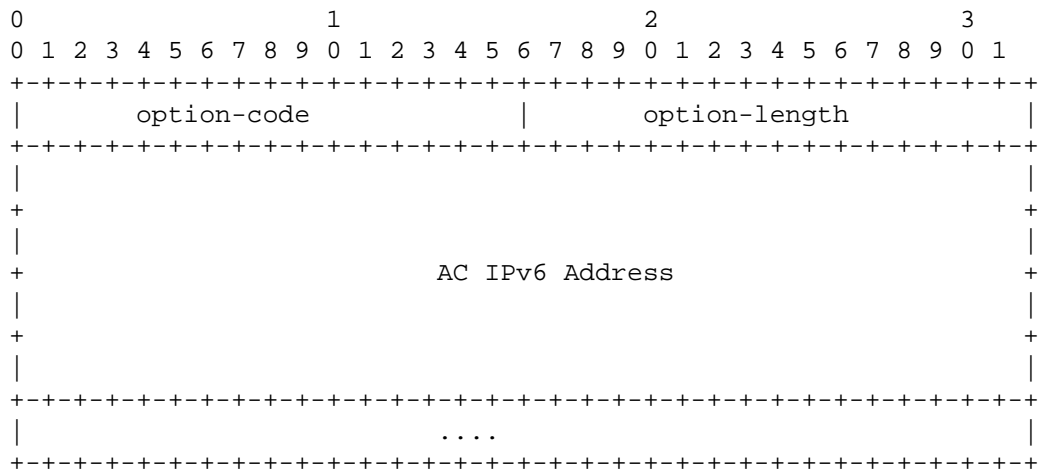 0                   1                   2                   3
0 1 2 3 4 5 6 7 8 9 0 1 2 3 4 5 6 7 8 9 0 1 2 3 4 5 6 7 8 9 0 1
+-+-+-+-+-+-+-+-+-+-+-+-+-+-+-+-+-+-+-+-+-+-+-+-+-+-+-+-+-+-+-+-+
|       option-code             |       option-length           |
+-+-+-+-+-+-+-+-+-+-+-+-+-+-+-+-+-+-+-+-+-+-+-+-+-+-+-+-+-+-+-+-+
|                                                               |
+                                                               +
|                                                               |
+                          AC IPv6 Address                      +
|                                                               |
+                                                               +
|                                                               |
+-+-+-+-+-+-+-+-+-+-+-+-+-+-+-+-+-+-+-+-+-+-+-+-+-+-+-+-+-+-+-+-+
|                          ....                                 |
+-+-+-+-+-+-+-+-+-+-+-+-+-+-+-+-+-+-+-+-+-+-+-+-+-+-+-+-+-+-+-+-+